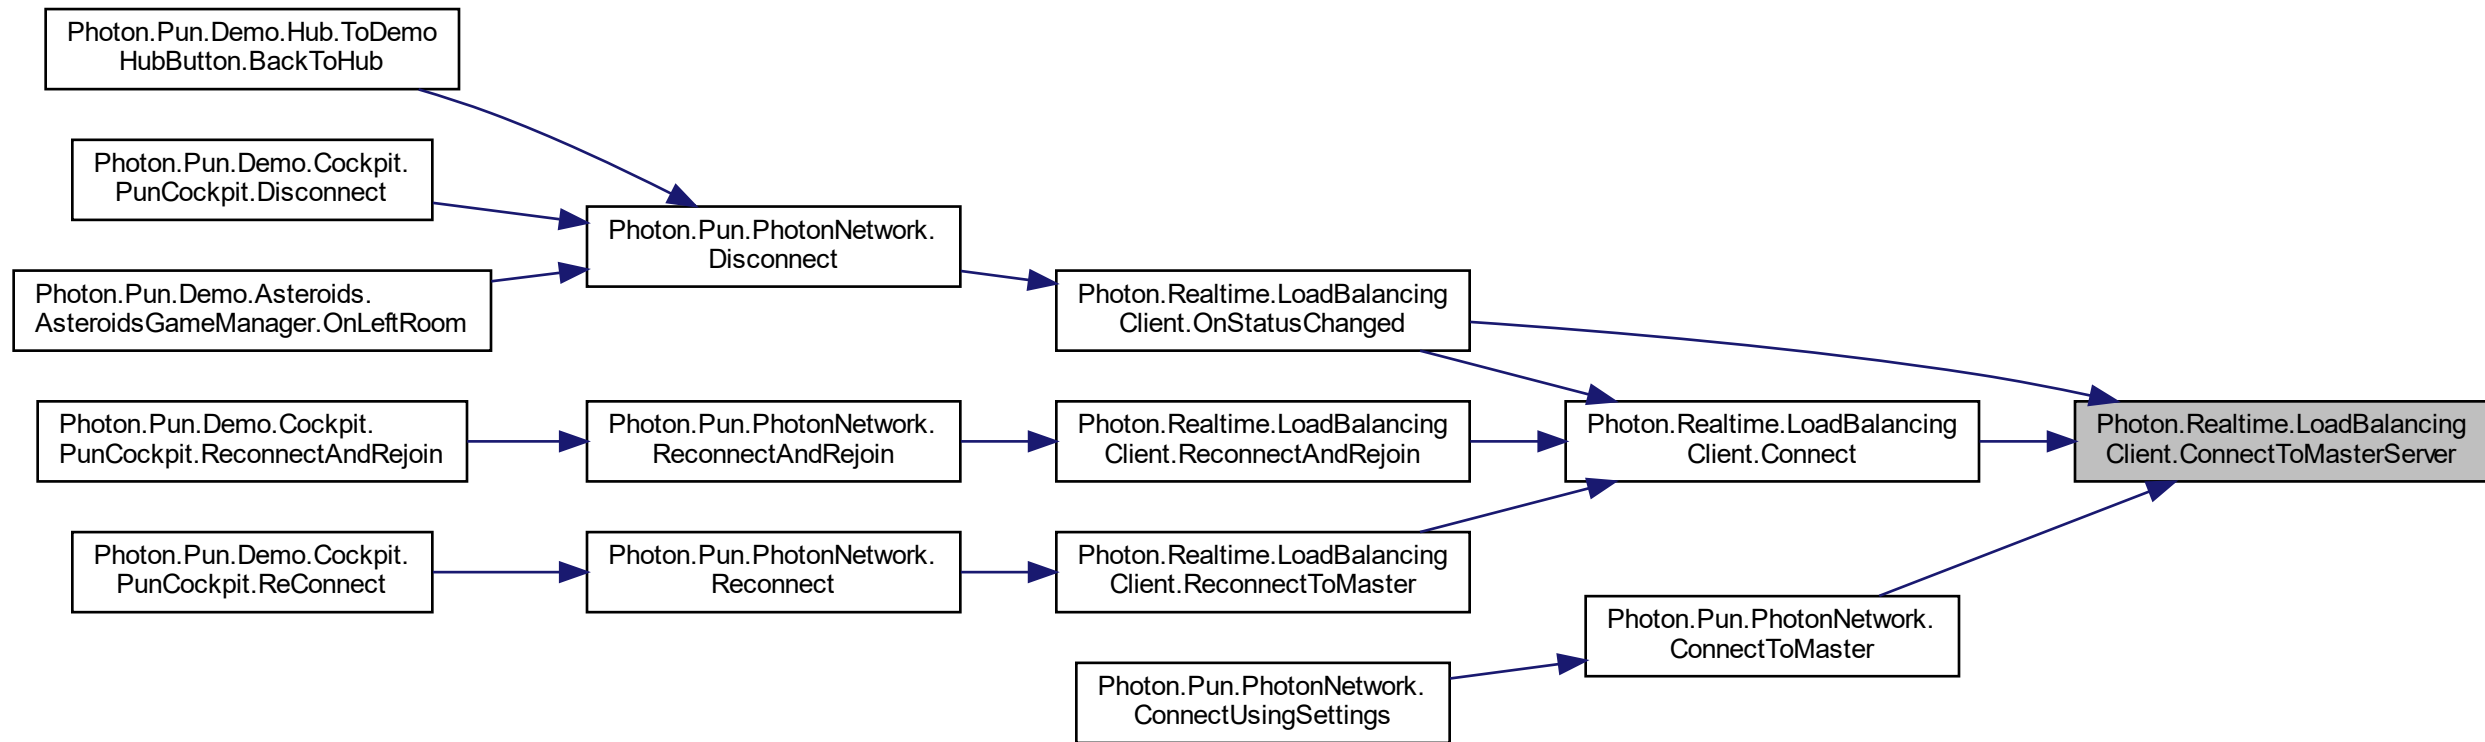 Photon.Pun.Demo.Hub.ToDemo
HubButton.BackToHub
Photon.Pun.Demo.Cockpit.
PunCockpit.Disconnect
Photon.Pun.Demo.Asteroids.
AsteroidsGameManager.OnLeftRoom
Photon.Pun.Demo.Cockpit.
PunCockpit.ReconnectAndRejoin
Photon.Pun.Demo.Cockpit.
PunCockpit.ReConnect
Photon.Pun.PhotonNetwork.
Disconnect
Photon.Pun.PhotonNetwork.
ReconnectAndRejoin
Photon.Pun.PhotonNetwork.
Reconnect
Photon.Realtime.LoadBalancing
Client.OnStatusChanged
Photon.Realtime.LoadBalancing
Client.ReconnectAndRejoin
Photon.Realtime.LoadBalancing
Client.ReconnectToMaster
Photon.Pun.PhotonNetwork.
ConnectUsingSettings
Photon.Realtime.LoadBalancing
Client.Connect
Photon.Pun.PhotonNetwork.
ConnectToMaster
Photon.Realtime.LoadBalancing
Client.ConnectToMasterServer